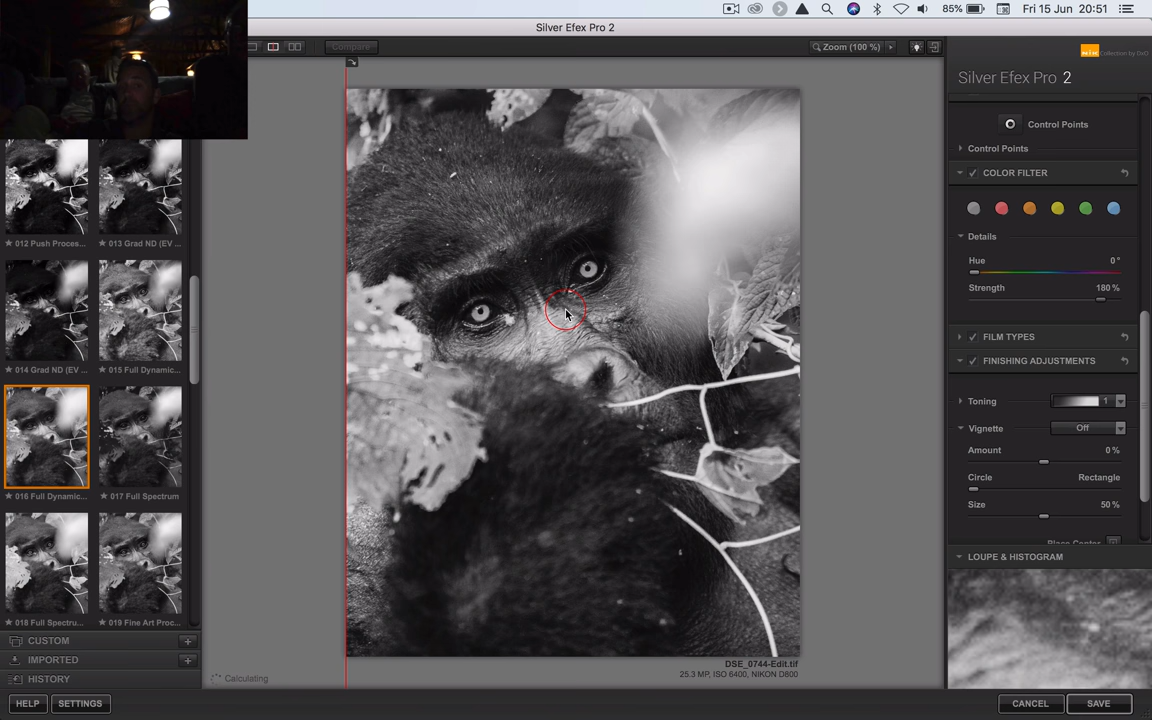 85%
Fri 15 Jun 20:51
Silver Efex Pro 2
Compare
Zoom (100 %)
Collection by DxO
Silver Efex Pro 2
Control Points
Control Points
COLOR FILTER
Details
Hue 0°
Strength 180 %
FILM TYPES
FINISHING ADJUSTMENTS
Toning 1
Vignette Off
Amount 0 %
Circle Rectangle
Size 50 %
LOUPE & HISTOGRAM
012 Push Proces...
013 Grad ND (EV ...
014 Grad ND (EV ...
015 Full Dynamic...
016 Full Dynamic...
017 Full Spectrum
018 Full Spectru...
019 Fine Art Proc...
CUSTOM
IMPORTED
HISTORY
Calculating
DSE_0744-Edit.tif
25.3 MP, ISO 6400, NIKON D800
HELP
SETTINGS
CANCEL
SAVE